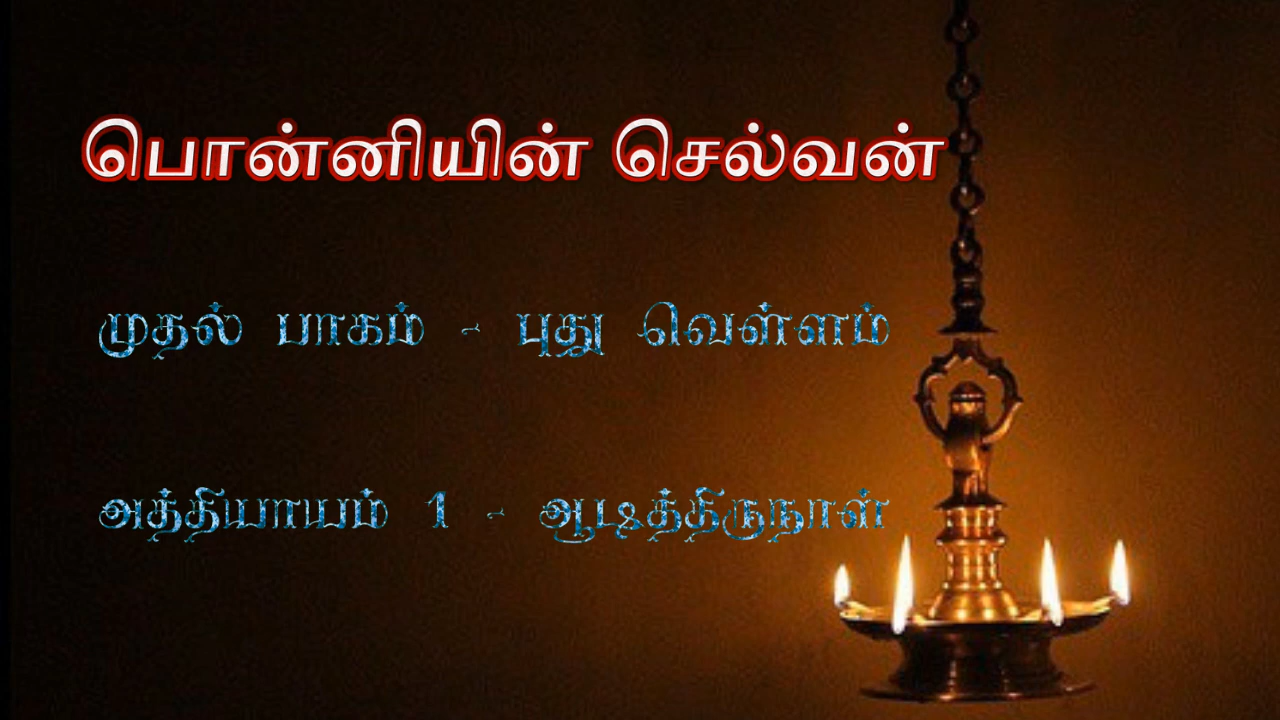 பொன்னியின் செல்வன்
முதல் பாகம் - புது வெள்ளம்
அத்தியாயம் 1 - ஆடித்திருநாள்